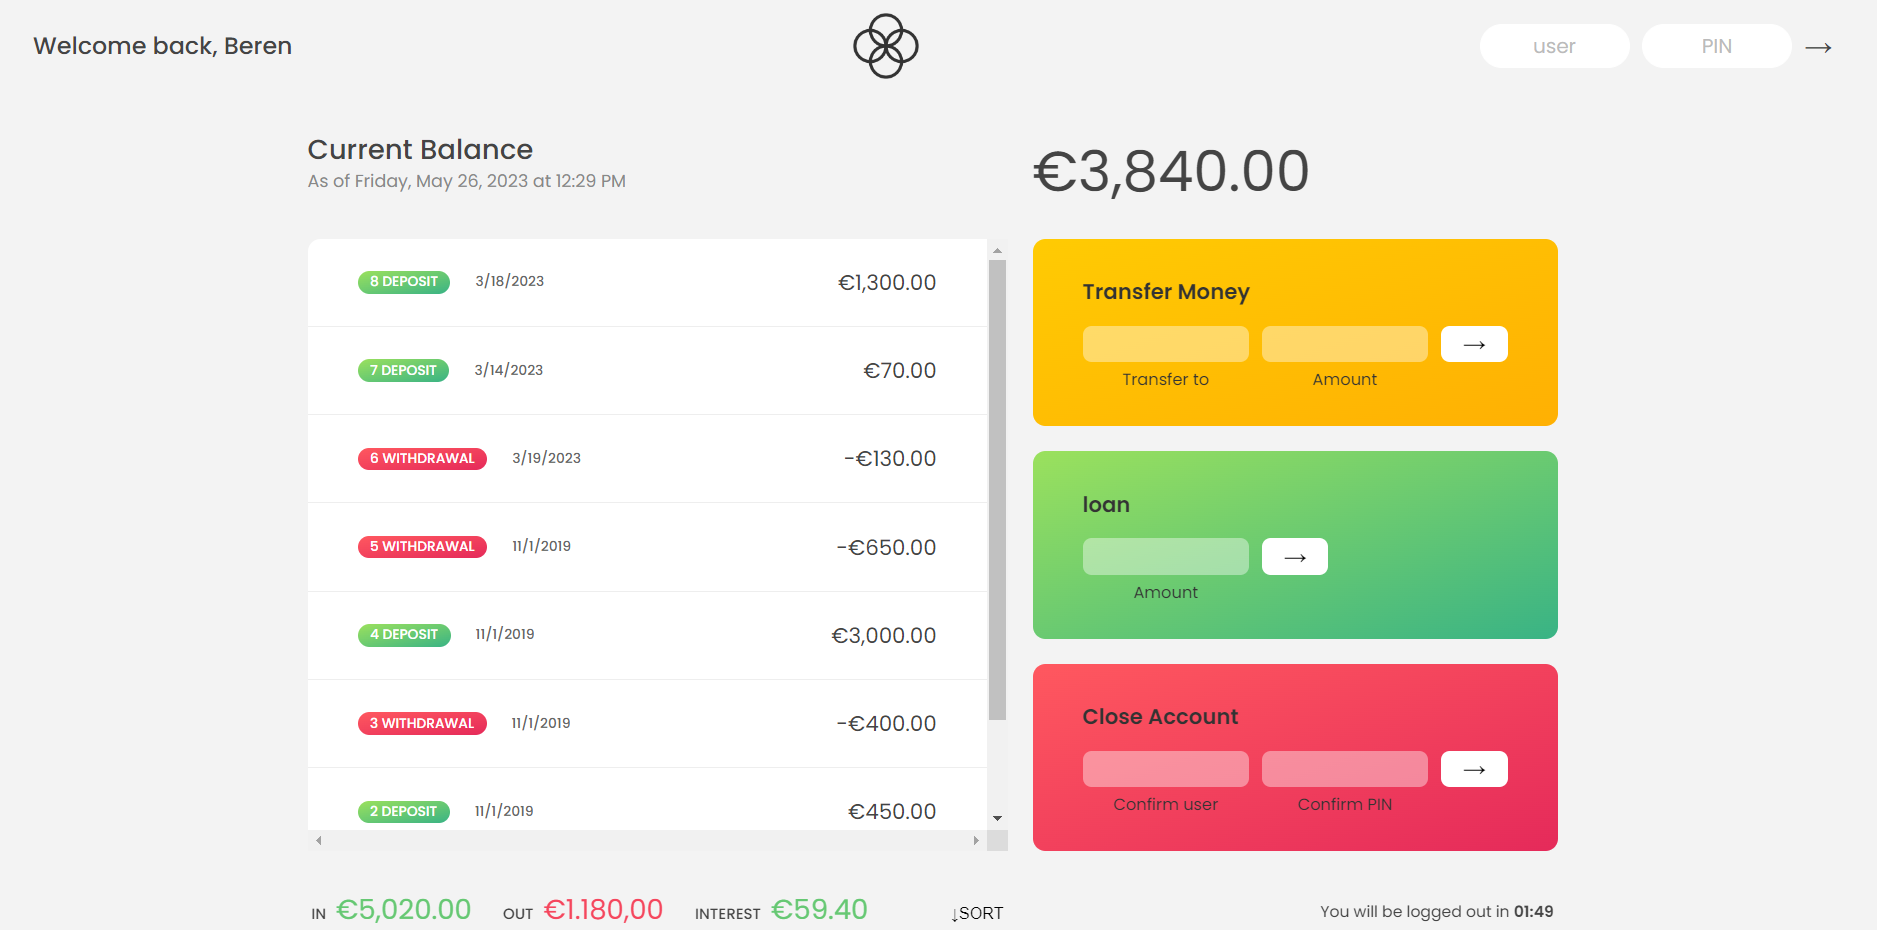 Welcome back, Beren
user PIN →
Current Balance
As of Friday, May 26, 2023 at 12:29 PM
€3,840.00
8 DEPOSIT 3/18/2023 €1,300.00
7 DEPOSIT 3/14/2023 €70.00
6 WITHDRAWAL 3/19/2023 -€130.00
5 WITHDRAWAL 11/1/2019 -€650.00
4 DEPOSIT 11/1/2019 €3,000.00
3 WITHDRAWAL 11/1/2019 -€400.00
2 DEPOSIT 11/1/2019 €450.00
Transfer Money
→
Transfer to Amount
loan
→
Amount
Close Account
→
Confirm user Confirm PIN
IN €5,020.00 OUT €1.180,00 INTEREST €59.40 ↓SORT
You will be logged out in 01:49